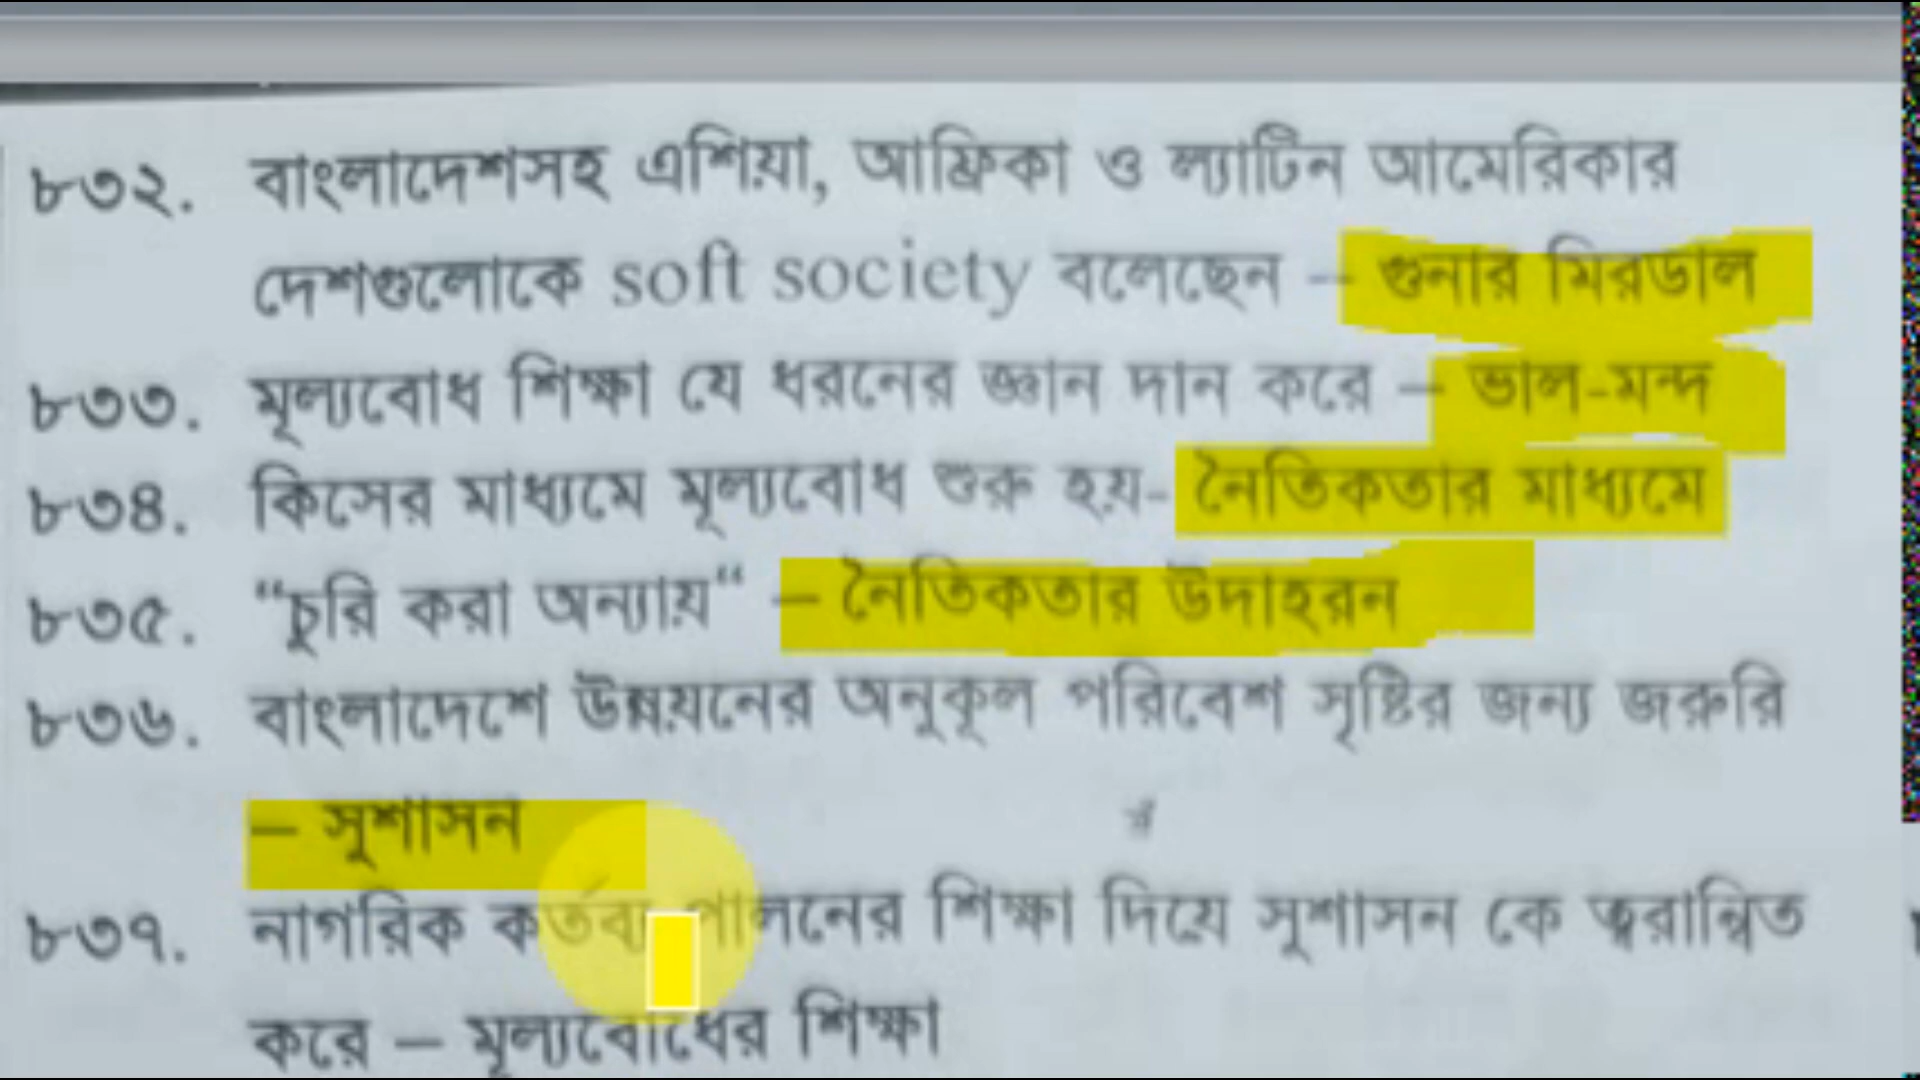 ৮৩২. বাংলাদেশসহ এশিয়া, আফ্রিকা ও ল্যাটিন আমেরিকার
দেশগুলোকে soft society বলেছেন – গুনার মিরডাল
৮৩৩. মূল্যবোধ শিক্ষা যে ধরনের জ্ঞান দান করে – ভাল-মন্দ
৮৩৪. কিসের মাধ্যমে মূল্যবোধ শুরু হয়- নৈতিকতার মাধ্যমে
৮৩৫. “চুরি করা অন্যায়“ – নৈতিকতার উদাহরন
৮৩৬. বাংলাদেশে উন্নয়নের অনুকূল পরিবেশ সৃষ্টির জন্য জরুরি
– সুশাসন
৮৩৭. নাগরিক কর্তব্য পালনের শিক্ষা দিয়ে সুশাসন কে ত্বরান্বিত
করে – মূল্যবোধের শিক্ষা